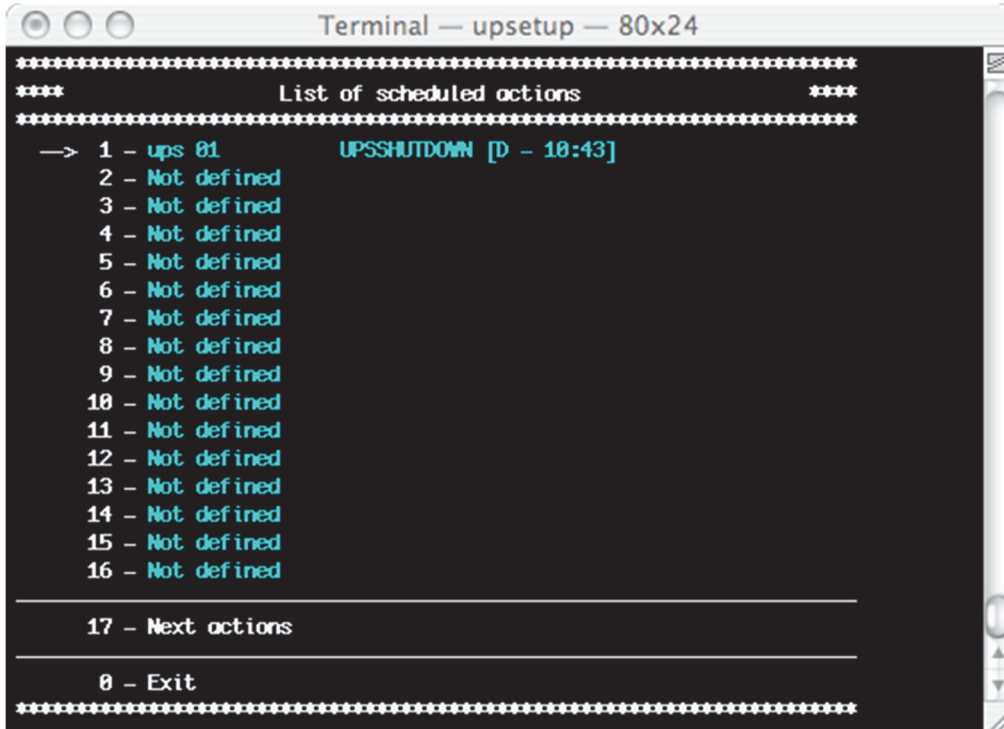 Terminal — upsetup — 80x24
**********************************************************************
**** List of scheduled actions ****
**********************************************************************
—> 1 – ups 01 UPSSHUTDOWN [D – 10:43]
2 – Not defined
3 – Not defined
4 – Not defined
5 – Not defined
6 – Not defined
7 – Not defined
8 – Not defined
9 – Not defined
10 – Not defined
11 – Not defined
12 – Not defined
13 – Not defined
14 – Not defined
15 – Not defined
16 – Not defined
17 – Next actions
0 – Exit
**********************************************************************